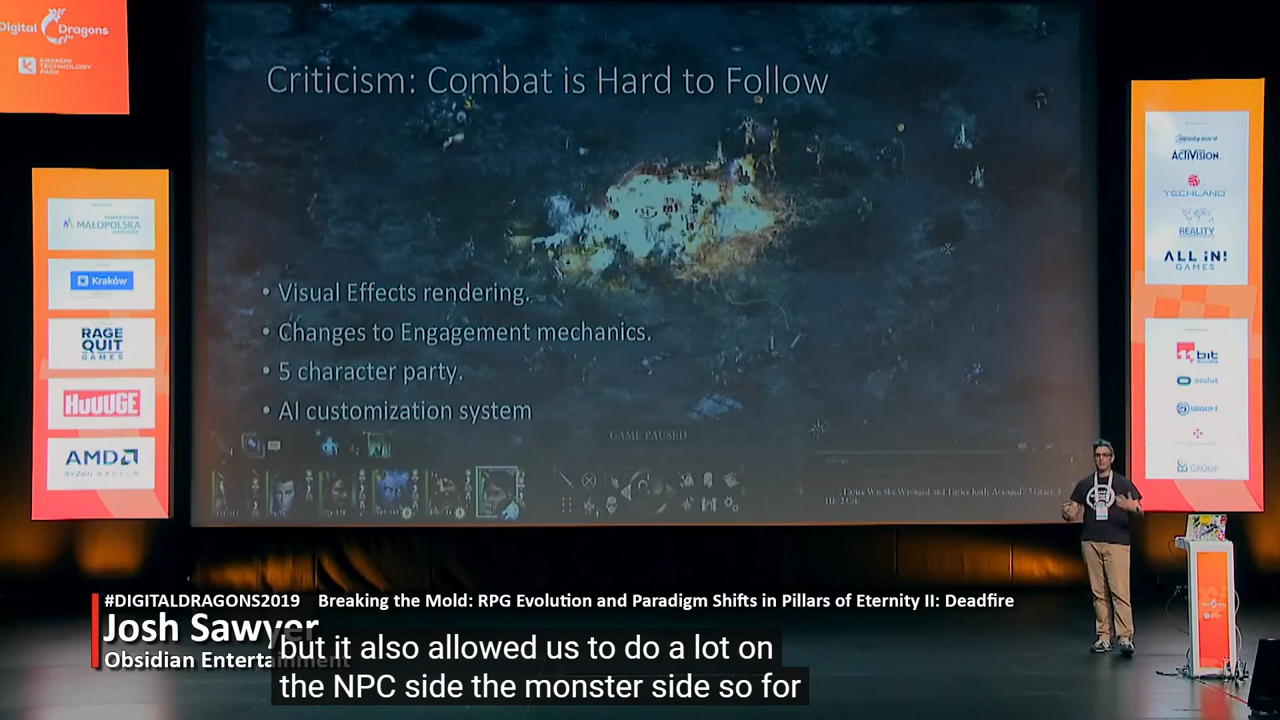 Digital Dragons
KRAKOW
TECHNOLOGY
PARK
Criticism: Combat is Hard to Follow
• Visual Effects rendering.
• Changes to Engagement mechanics.
• 5 character party.
• AI customization system
GAME PAUSED
MAŁOPOLSKA
Kraków
RAGE
QUIT
GAMES
HUUUGE
AMD
RYZEN RADEON
ACTIVISION
TECHLAND
REALITY
ALL iN!
GAMES
11 bit
oculus
UBISOFT
GROUP
#DIGITALDRAGONS2019 Breaking the Mold: RPG Evolution and Paradigm Shifts in Pillars of Eternity II: Deadfire
Josh Sawyer
Obsidian Entertainment
but it also allowed us to do a lot on
the NPC side the monster side so for